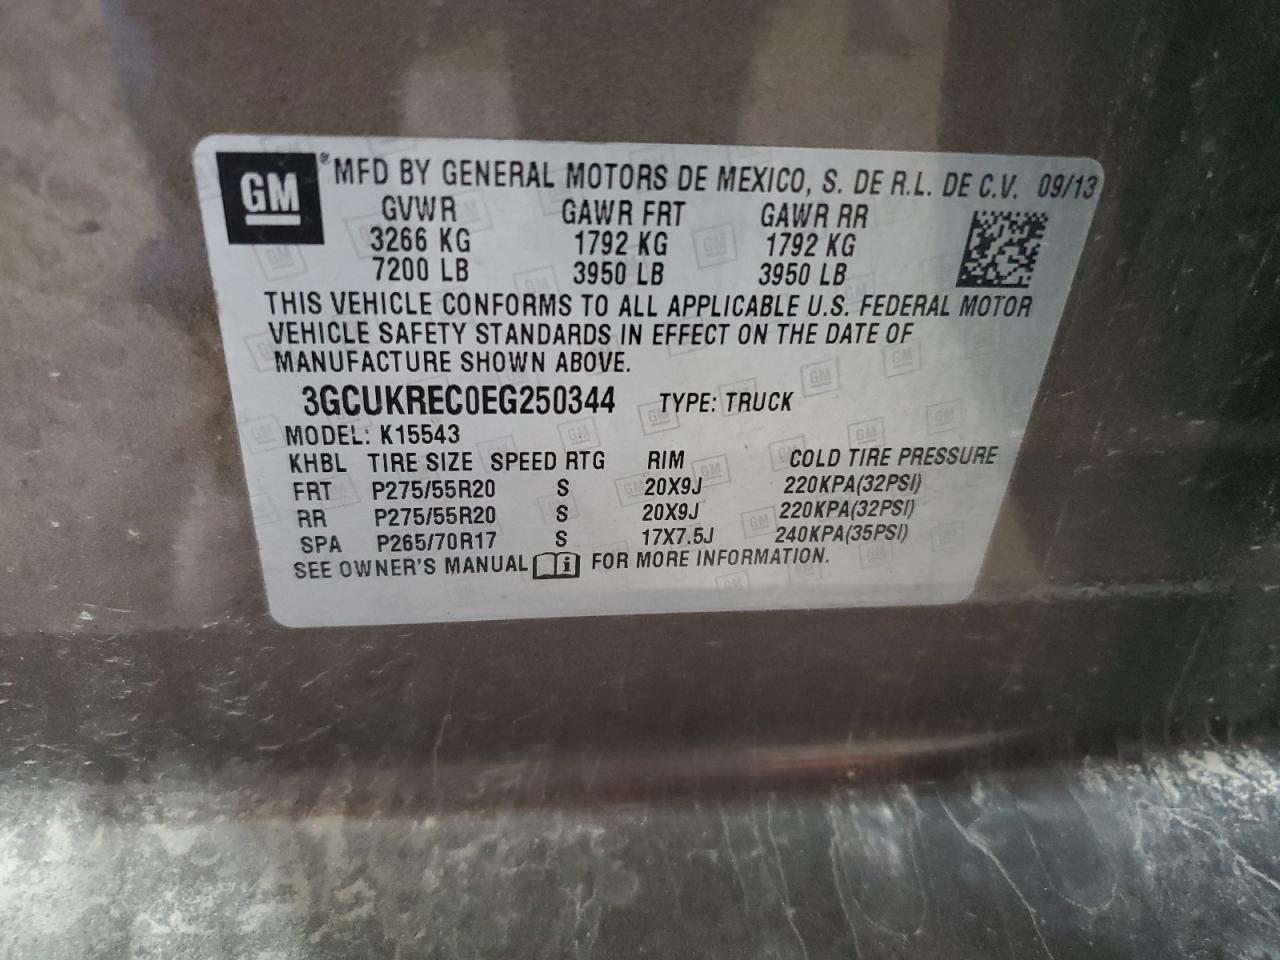 GM ® MFD BY GENERAL MOTORS DE MEXICO, S. DE R.L. DE C.V. 09/13
GVWR GAWR FRT GAWR RR
3266 KG 1792 KG 1792 KG
7200 LB 3950 LB 3950 LB
THIS VEHICLE CONFORMS TO ALL APPLICABLE U.S. FEDERAL MOTOR
VEHICLE SAFETY STANDARDS IN EFFECT ON THE DATE OF
MANUFACTURE SHOWN ABOVE.
3GCUKREC0EG250344 TYPE: TRUCK
MODEL: K15543
KHBL TIRE SIZE SPEED RTG RIM COLD TIRE PRESSURE
FRT P275/55R20 S 20X9J 220KPA(32PSI)
RR P275/55R20 S 20X9J 220KPA(32PSI)
SPA P265/70R17 S 17X7.5J 240KPA(35PSI)
SEE OWNER'S MANUAL i FOR MORE INFORMATION.